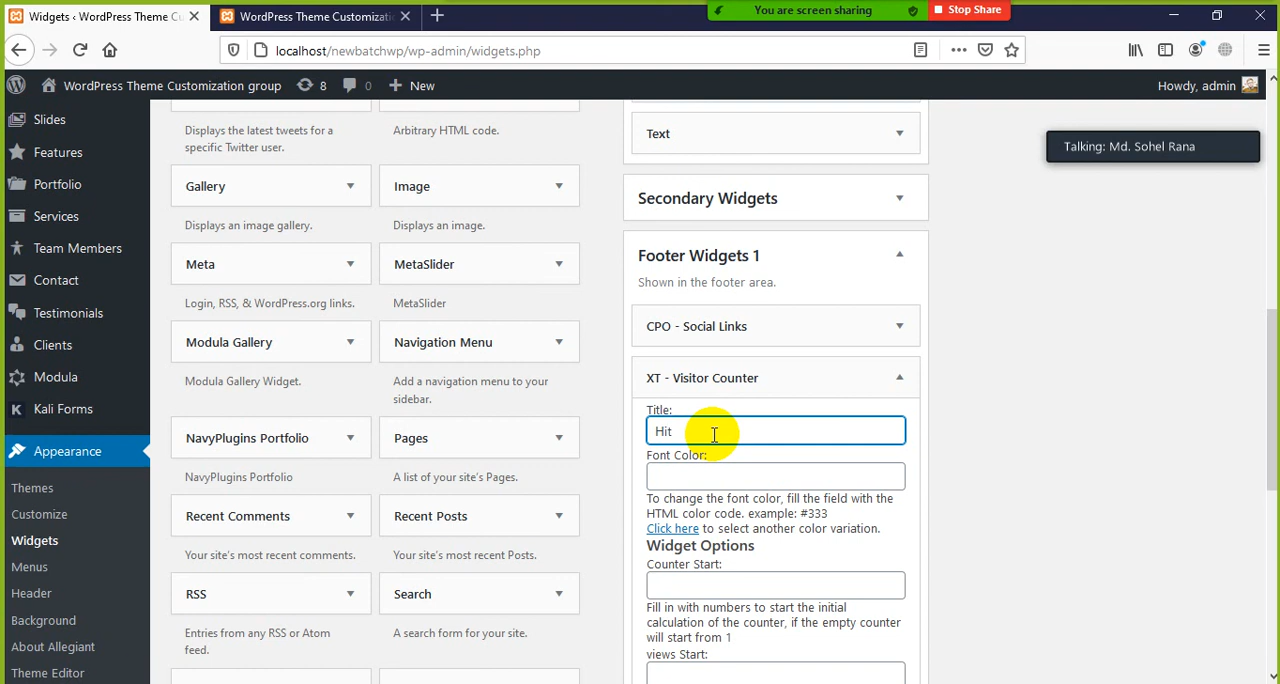 Widgets ‹ WordPress Theme Cu
WordPress Theme Customizati
You are screen sharing
Stop Share
localhost/newbatchwp/wp-admin/widgets.php
WordPress Theme Customization group
8
0
New
Howdy, admin
Talking: Md. Sohel Rana
Slides
Features
Portfolio
Services
Team Members
Contact
Testimonials
Clients
Modula
Kali Forms
Appearance
Themes
Customize
Widgets
Menus
Header
Background
About Allegiant
Theme Editor
Displays the latest tweets for a
specific Twitter user.
Arbitrary HTML code.
Gallery
Displays an image gallery.
Image
Displays an image.
Meta
Login, RSS, & WordPress.org links.
MetaSlider
MetaSlider
Modula Gallery
Modula Gallery Widget.
Navigation Menu
Add a navigation menu to your
sidebar.
NavyPlugins Portfolio
NavyPlugins Portfolio
Pages
A list of your site's Pages.
Recent Comments
Your site's most recent comments.
Recent Posts
Your site's most recent Posts.
RSS
Entries from any RSS or Atom
feed.
Search
A search form for your site.
Text
Secondary Widgets
Footer Widgets 1
Shown in the footer area.
CPO - Social Links
XT - Visitor Counter
Title:
Hit
Font Color:
To change the font color, fill the field with the
HTML color code. example: #333
Click here to select another color variation.
Widget Options
Counter Start:
Fill in with numbers to start the initial
calculation of the counter, if the empty counter
will start from 1
views Start: